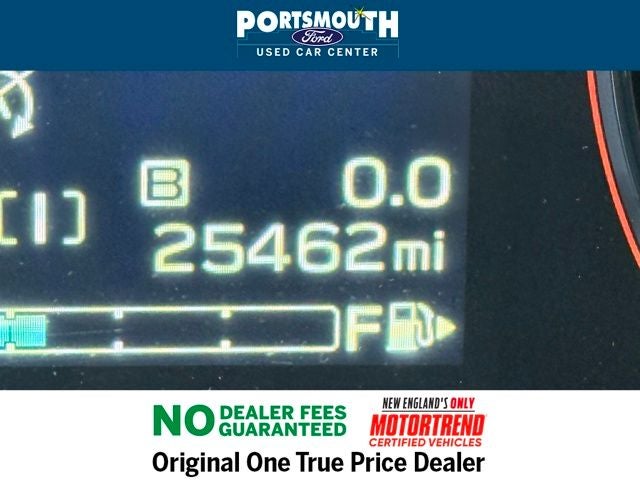 PORTSMOUTH
Ford
USED CAR CENTER
B 0.0
[I]
25462mi
F
NO DEALER FEES
GUARANTEED
NEW ENGLAND'S ONLY
MOTORTREND
CERTIFIED VEHICLES
Original One True Price Dealer